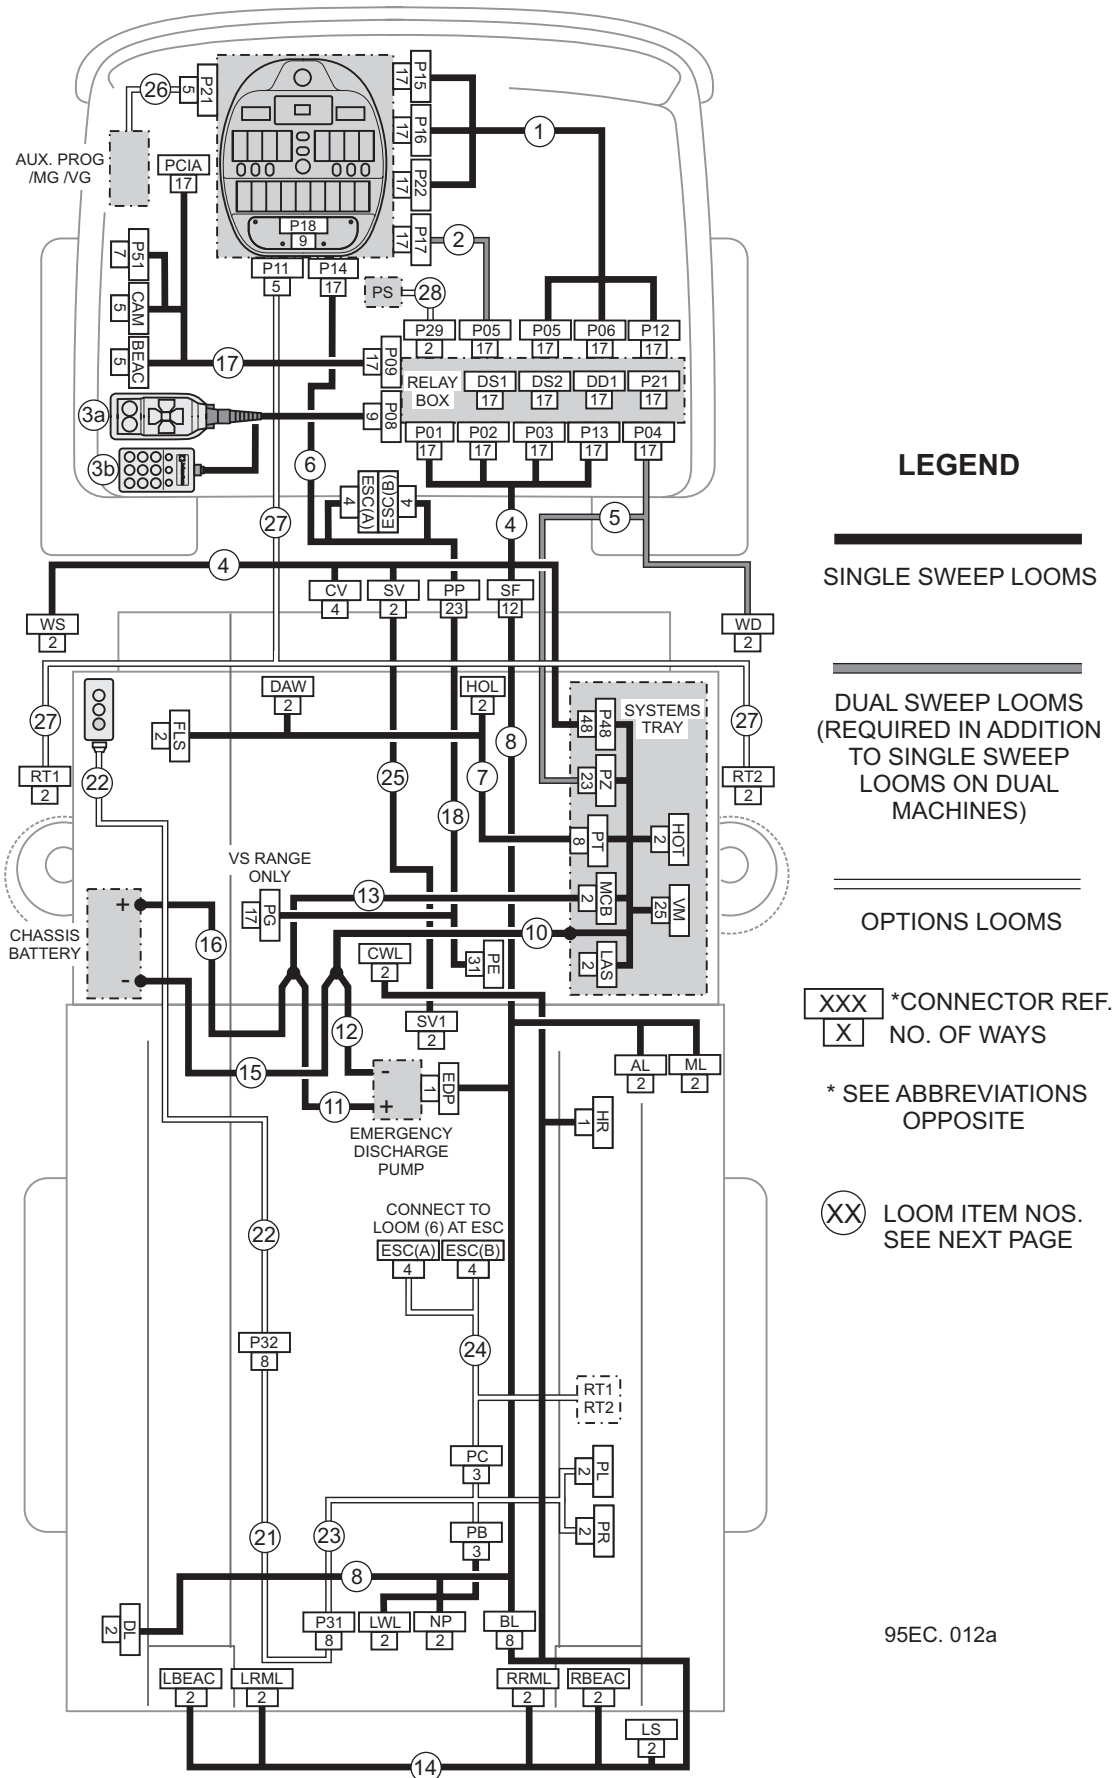 26
P21
5
AUX. PROG
/MG /VG
PCIA
17
P15
17
P16
17
P22
17
P17
17
1
2
P18
9
P11
5
P14
17
PS
28
P51
7
CAM
5
BEAC
5
17
P09
17
P08
9
3a
3b
P29
2
P05
17
P05
17
P06
17
P12
17
RELAY
BOX
DS1
17
DS2
17
DD1
17
P21
17
P01
17
P02
17
P03
17
P13
17
P04
17
6
ESC(A)
4
ESC(B)
4
27
4
5
4
CV
4
SV
2
PP
23
SF
12
WS
2
WD
2
27
RT1
2
22
FLS
2
DAW
2
HOL
2
25
18
7
8
SYSTEMS
TRAY
P48
48
PZ
23
PT
8
HOT
2
MCB
2
VM
25
LAS
2
27
RT2
2
VS RANGE
ONLY
PG
17
13
10
CHASSIS
BATTERY
+
-
16
CWL
2
PE
31
12
SV1
2
15
11
-
+
EDP
1
EMERGENCY
DISCHARGE
PUMP
AL
2
ML
2
HR
1
CONNECT TO
LOOM (6) AT ESC
ESC(A)
4
ESC(B)
4
22
24
P32
8
RT1
RT2
PC
3
PL
2
PR
2
21
23
PB
3
8
DL
2
P31
8
LWL
2
NP
2
BL
8
LBEAC
2
LRML
2
RRML
2
RBEAC
2
LS
2
14
LEGEND
SINGLE SWEEP LOOMS
DUAL SWEEP LOOMS
(REQUIRED IN ADDITION
TO SINGLE SWEEP
LOOMS ON DUAL
MACHINES)
OPTIONS LOOMS
XXX *CONNECTOR REF.
X NO. OF WAYS
* SEE ABBREVIATIONS
OPPOSITE
XX LOOM ITEM NOS.
SEE NEXT PAGE
95EC. 012a